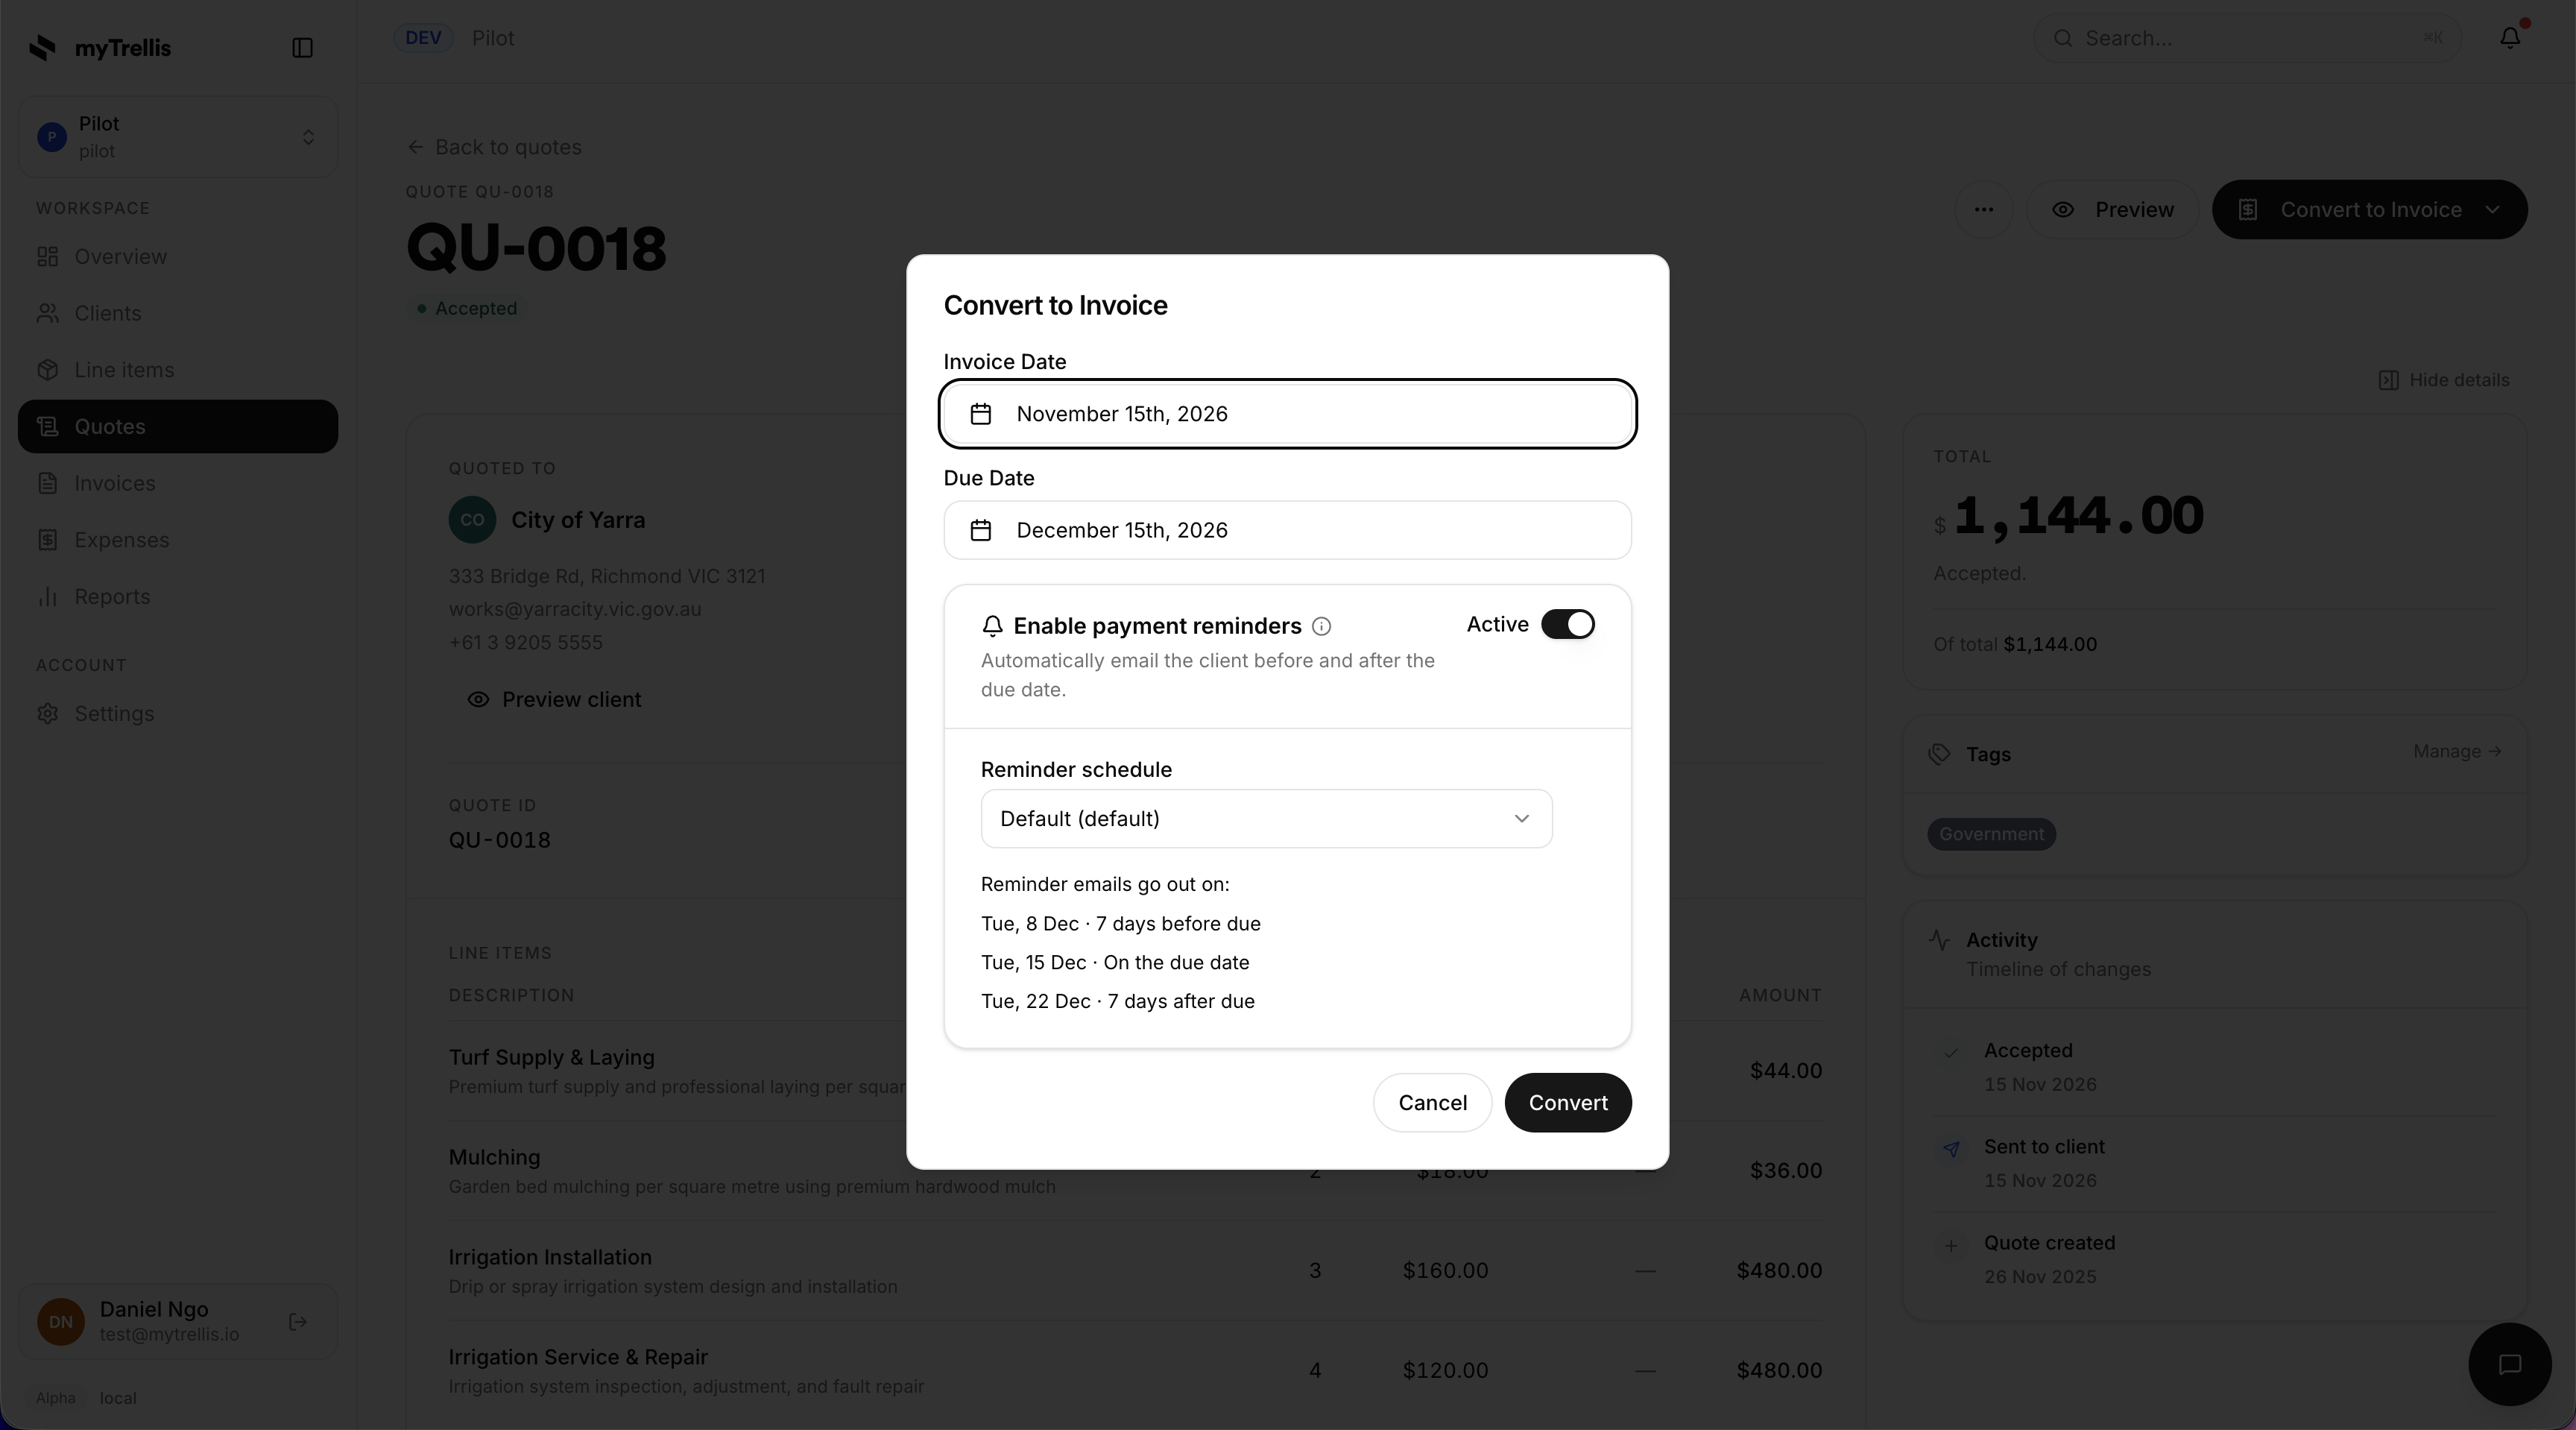 myTrellis
DEV
Pilot
Search...
⌘K
P
Pilot
pilot
WORKSPACE
Overview
Clients
Line items
Quotes
Invoices
Expenses
Reports
ACCOUNT
Settings
DN
Daniel Ngo
test@mytrellis.io
Alpha
local
← Back to quotes
QUOTE QU-0018
QU-0018
Accepted
Preview
Convert to Invoice
Hide details
QUOTED TO
CO
City of Yarra
333 Bridge Rd, Richmond VIC 3121
works@yarracity.vic.gov.au
+61 3 9205 5555
Preview client
QUOTE ID
QU-0018
LINE ITEMS
DESCRIPTION
AMOUNT
Turf Supply & Laying
Premium turf supply and professional laying per squar
$44.00
Mulching
Garden bed mulching per square metre using premium hardwood mulch
2
$18.00
—
$36.00
Irrigation Installation
Drip or spray irrigation system design and installation
3
$160.00
—
$480.00
Irrigation Service & Repair
Irrigation system inspection, adjustment, and fault repair
4
$120.00
—
$480.00
Convert to Invoice
Invoice Date
November 15th, 2026
Due Date
December 15th, 2026
Enable payment reminders
Active
Automatically email the client before and after the
due date.
Reminder schedule
Default (default)
Reminder emails go out on:
Tue, 8 Dec · 7 days before due
Tue, 15 Dec · On the due date
Tue, 22 Dec · 7 days after due
Cancel
Convert
TOTAL
$ 1,144.00
Accepted.
Of total $1,144.00
Tags
Manage →
Government
Activity
Timeline of changes
Accepted
15 Nov 2026
Sent to client
15 Nov 2026
Quote created
26 Nov 2025